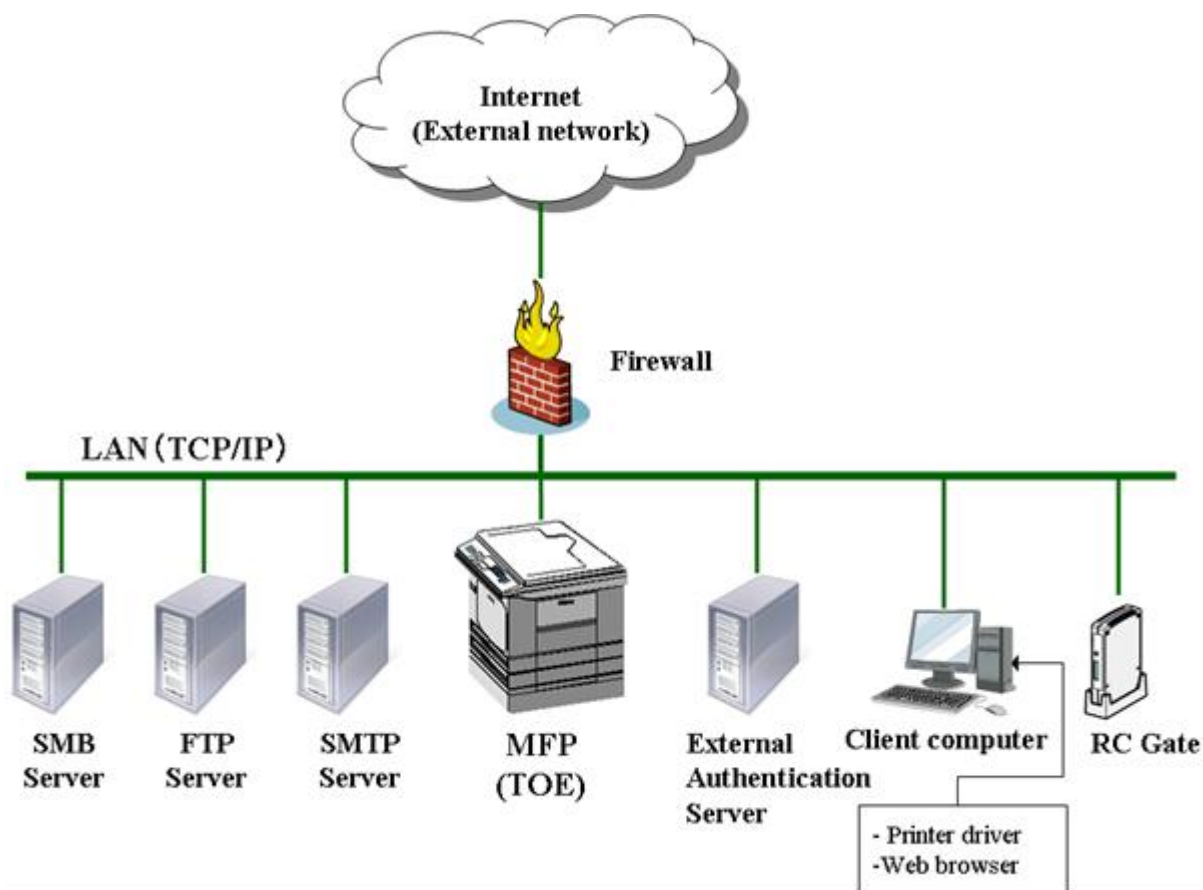 Internet
(External network)
Firewall
LAN（TCP/IP）
SMB
Server
FTP
Server
SMTP
Server
MFP
(TOE)
External
Authentication
Server
Client computer
RC Gate
- Printer driver
-Web browser